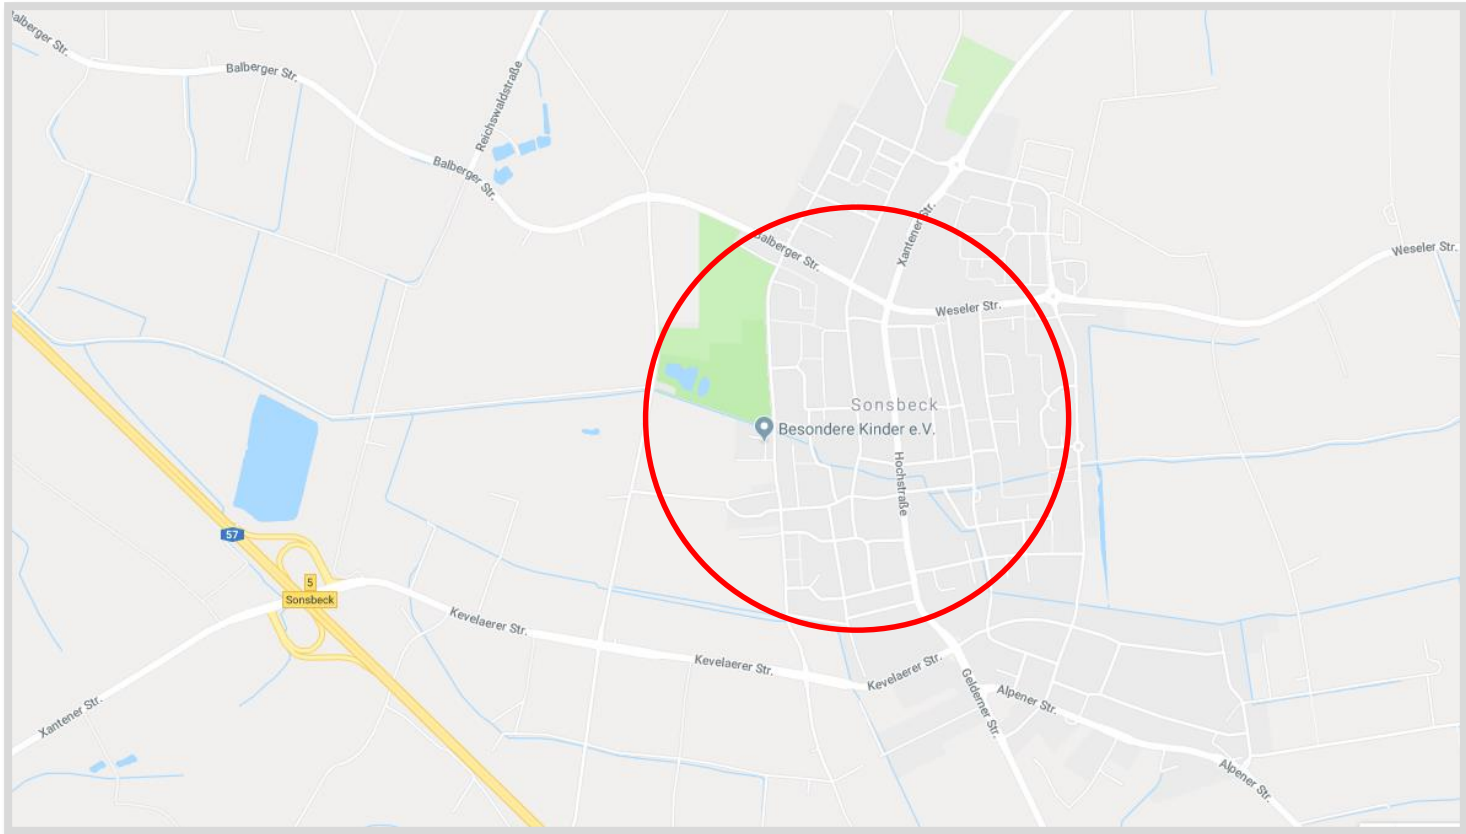 Balberger Str.
Balberger Str.
Reichswaldstraße
Balberger Str.
Xantener Str.
Balberger Str.
Weseler Str.
Weseler Str.
Sonsbeck
Besondere Kinder e.V.
Hochstraße
57
5
Sonsbeck
Kevelaerer Str.
Kevelaerer Str.
Kevelaerer Str.
Xantener Str.
Gelderner Str.
Alpener Str.
Alpener Str.